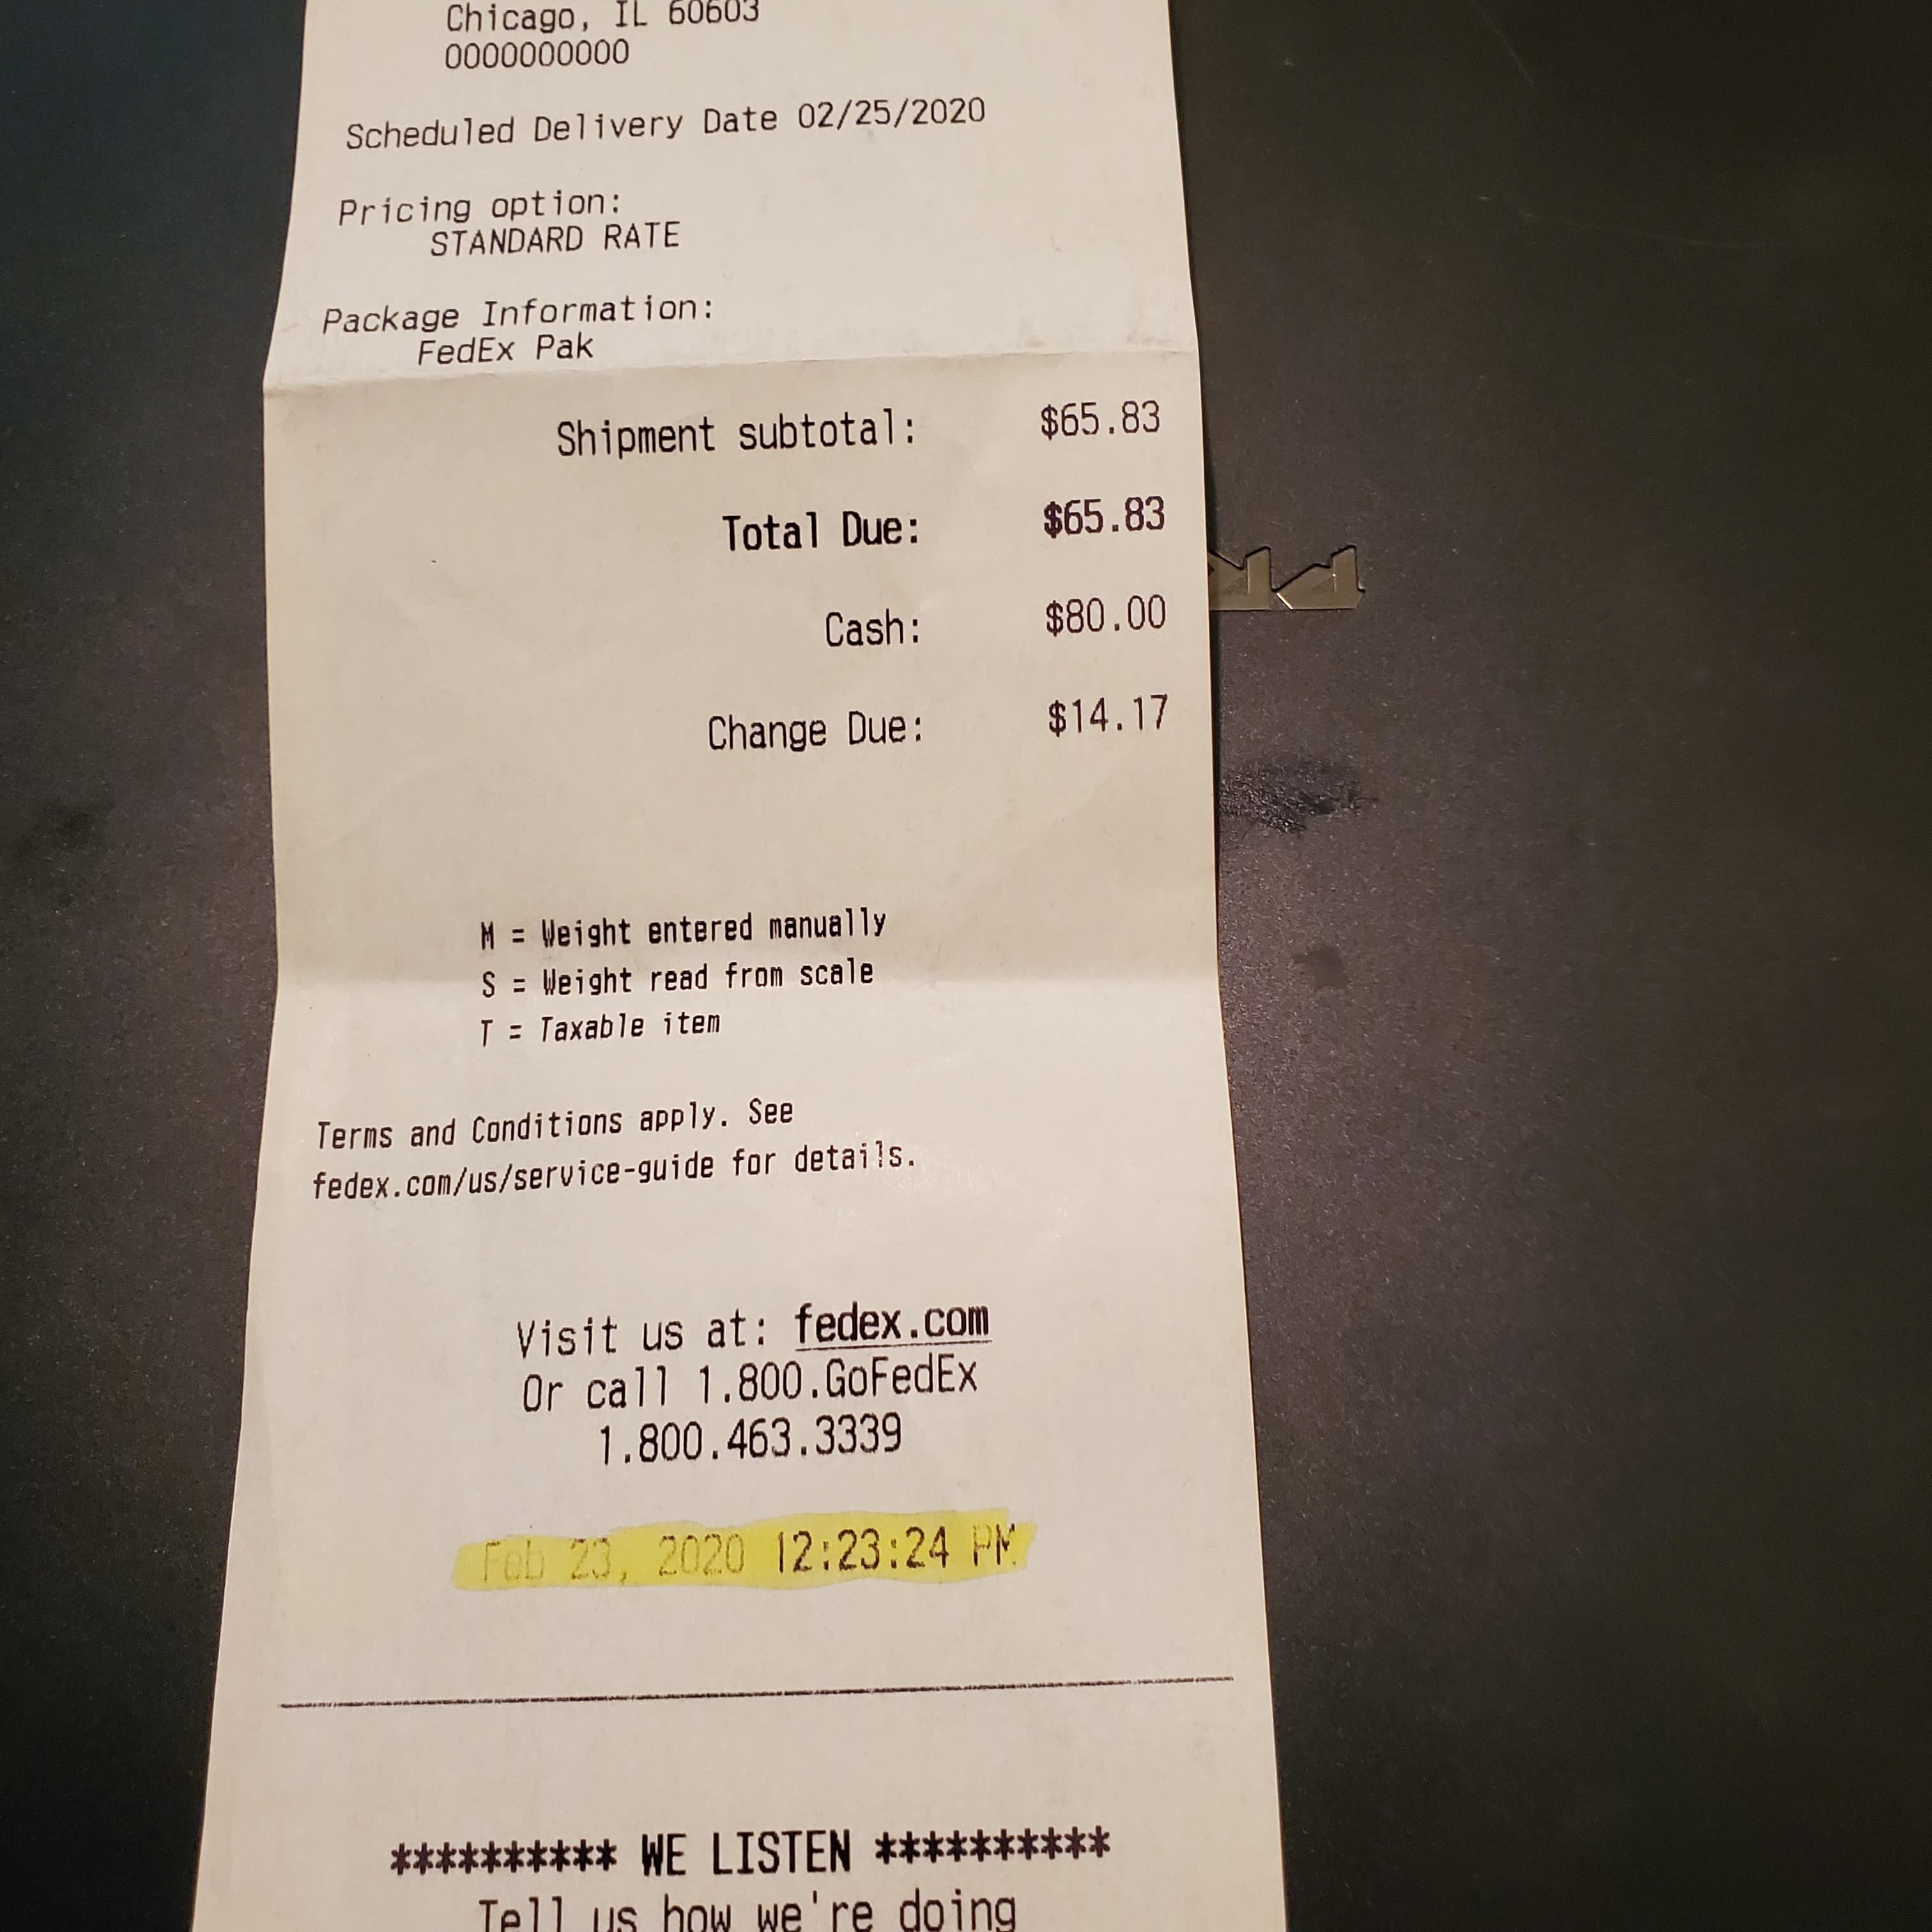 Chicago, IL 60603
0000000000
Scheduled Delivery Date 02/25/2020
Pricing option:
STANDARD RATE
Package Information:
FedEx Pak
Shipment subtotal: $65.83
Total Due: $65.83
Cash: $80.00
Change Due: $14.17
M = Weight entered manually
S = Weight read from scale
T = Taxable item
Terms and Conditions apply. See
fedex.com/us/service-guide for details.
Visit us at: fedex.com
Or call 1.800.GoFedEx
1.800.463.3339
Feb 23, 2020 12:23:24 PM
********** WE LISTEN **********
Tell us how we're doing